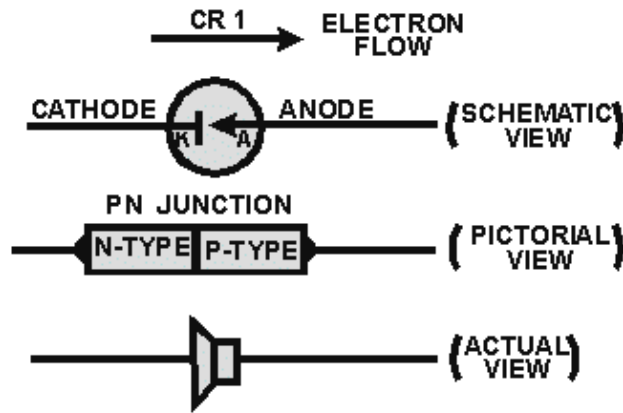 CR 1
ELECTRON
FLOW
CATHODE
ANODE
K
A
(SCHEMATIC
VIEW)
PN JUNCTION
N-TYPE
P-TYPE
(PICTORIAL
VIEW)
(ACTUAL
VIEW)